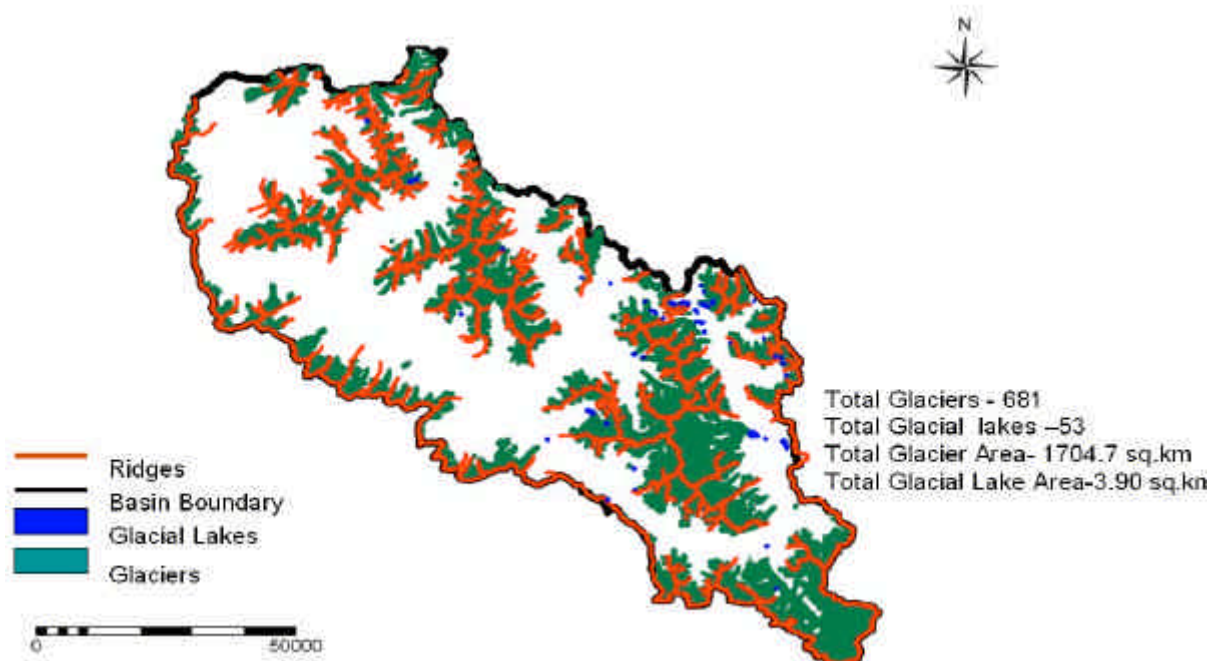 N
Total Glaciers - 681
Total Glacial lakes –53
Total Glacier Area- 1704.7 sq.km
Total Glacial Lake Area-3.90 sq.kn
Ridges
Basin Boundary
Glacial Lakes
Glaciers
0 50000